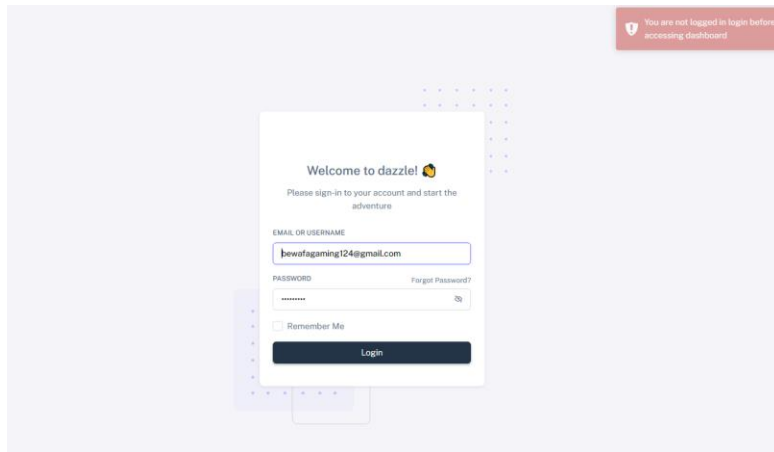 You are not logged in login before
accessing dashboard
Welcome to dazzle! 👏
Please sign-in to your account and start the
adventure
EMAIL OR USERNAME
bewafagaming124@gmail.com
PASSWORD Forgot Password?
•••••••••
Remember Me
Login